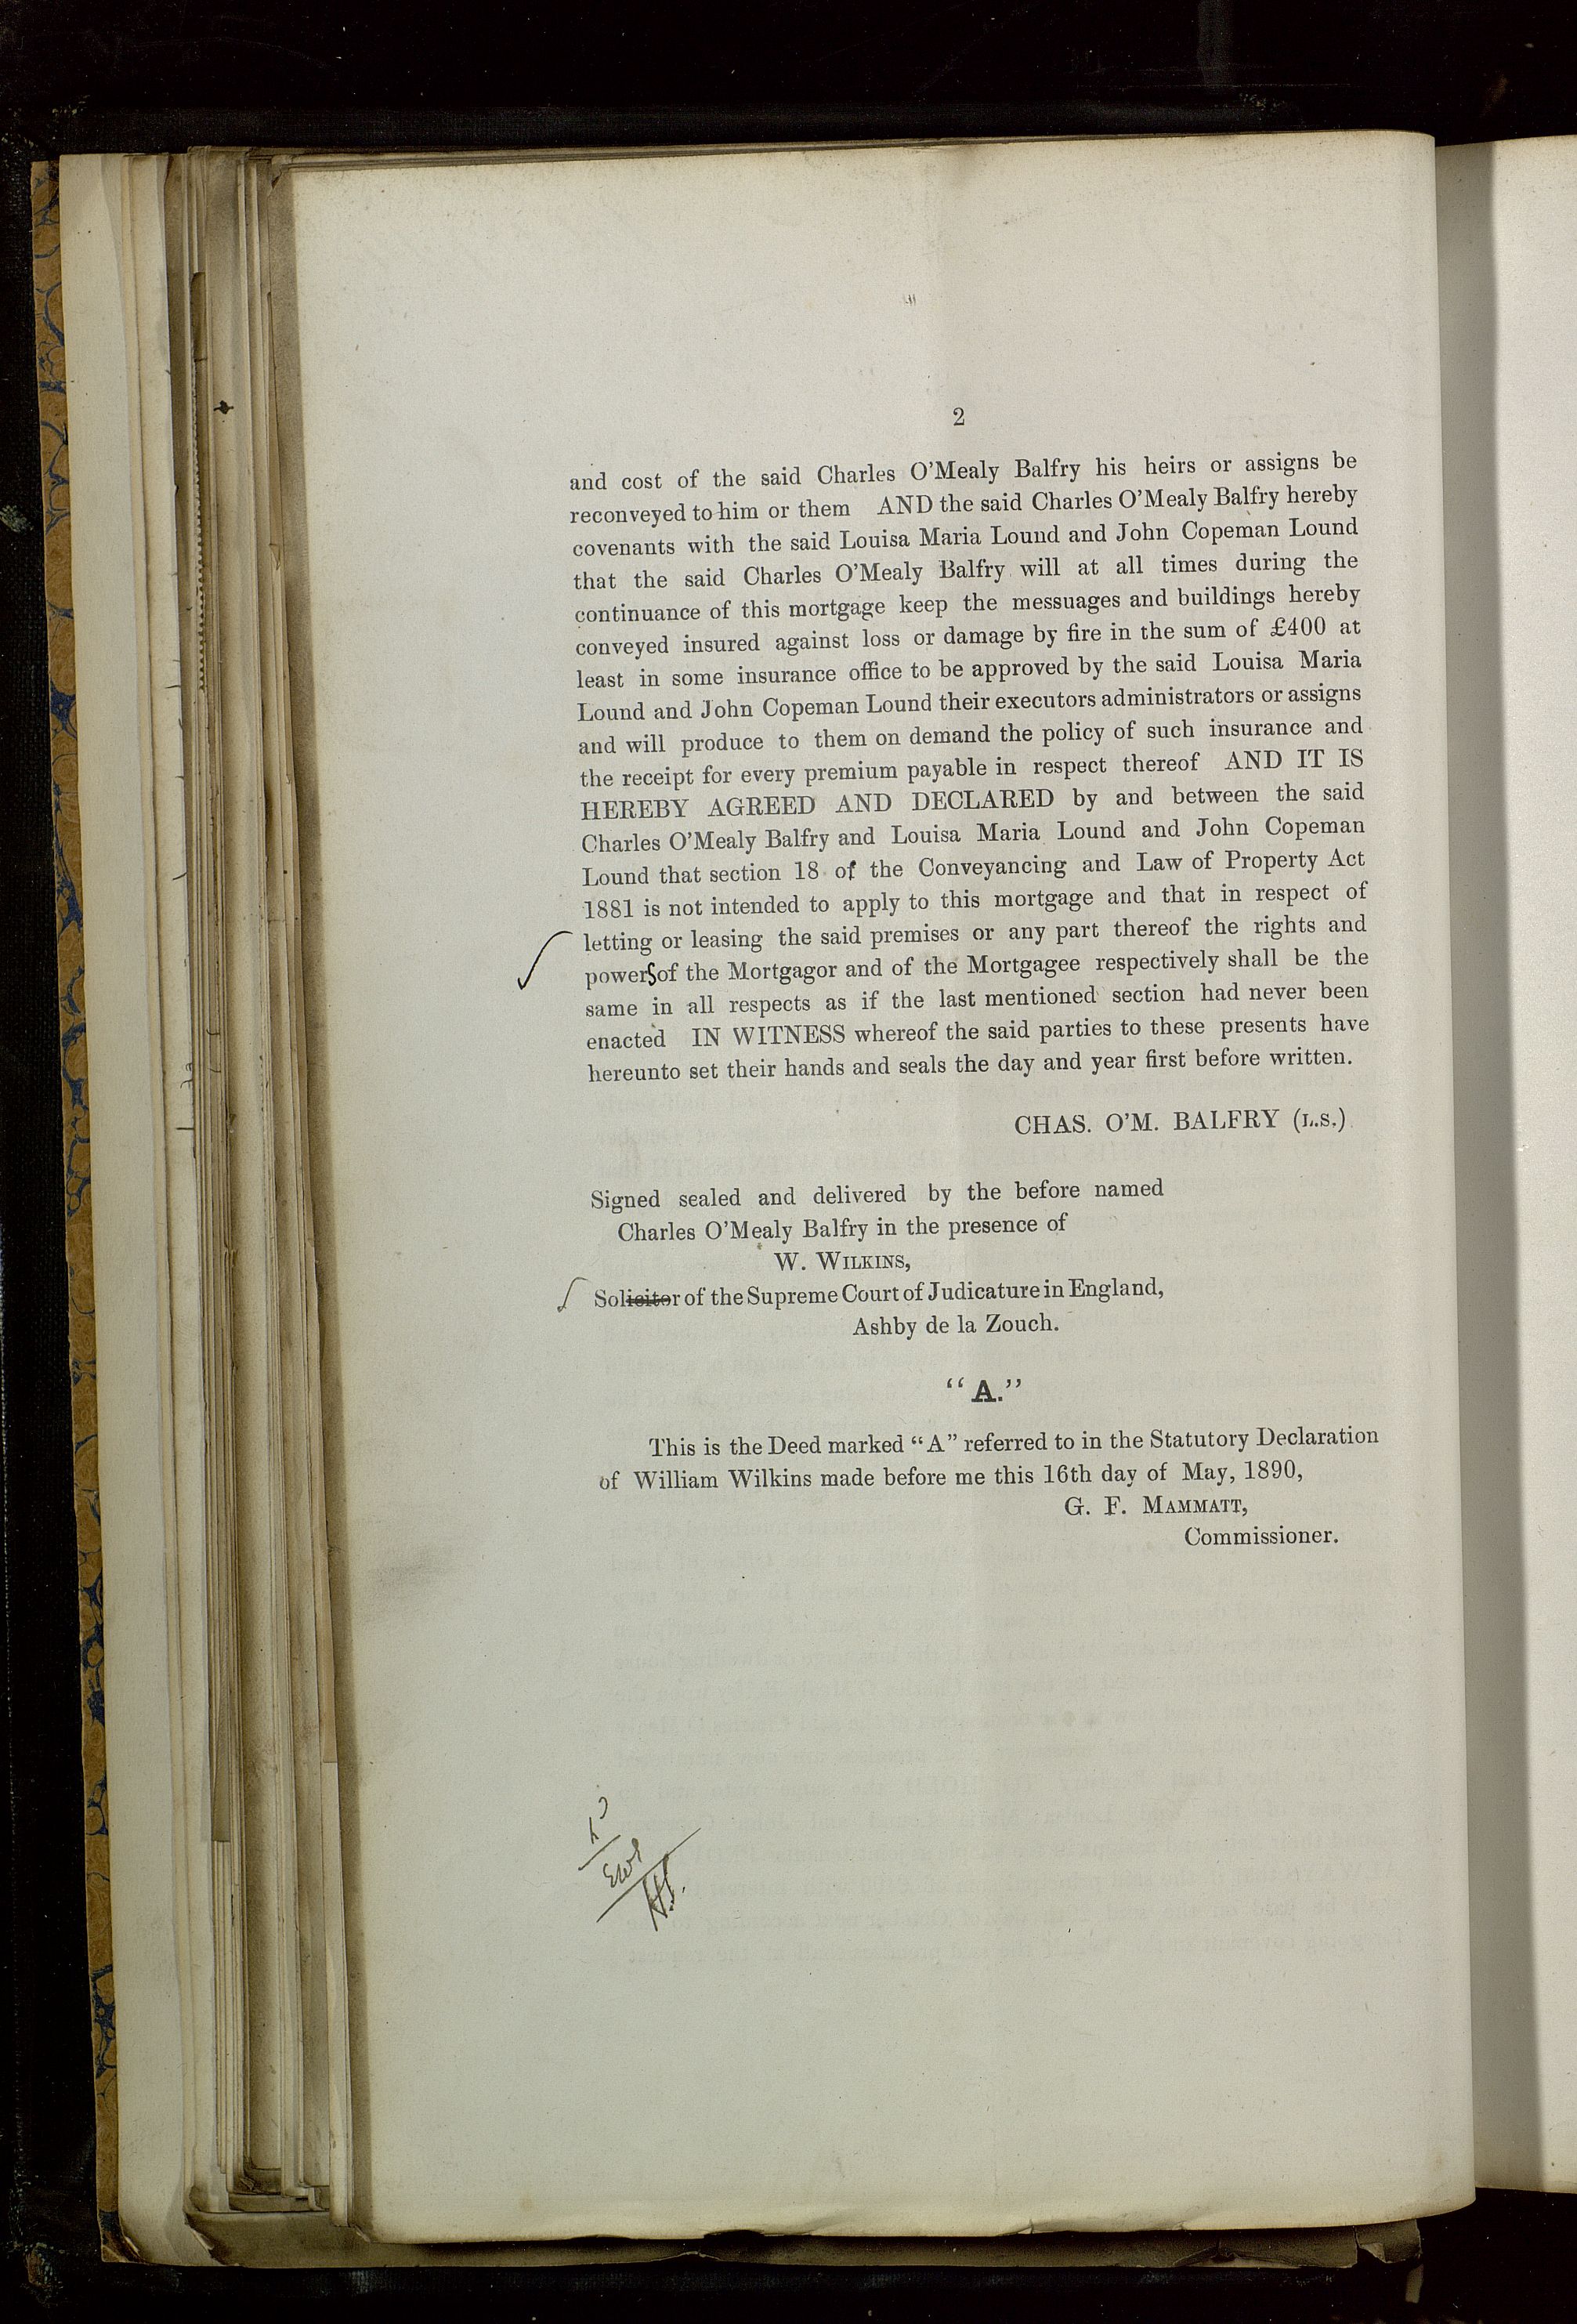 2
and cost of the said Charles O'Mealy Balfry his heirs or assigns be
reconveyed to him or them AND the said Charles O'Mealy Balfry hereby
covenants with the said Louisa Maria Lound and John Copeman Lound
that the said Charles O'Mealy Balfry will at all times during the
continuance of this mortgage keep the messuages and buildings hereby
conveyed insured against loss or damage by fire in the sum of £400 at
least in some insurance office to be approved by the said Louisa Maria
Lound and John Copeman Lound their executors administrators or assigns
and will produce to them on demand the policy of such insurance and
the receipt for every premium payable in respect thereof AND IT IS
HEREBY AGREED AND DECLARED by and between the said
Charles O'Mealy Balfry and Louisa Maria Lound and John Copeman
Lound that section 18 of the Conveyancing and Law of Property Act
1881 is not intended to apply to this mortgage and that in respect of
letting or leasing the said premises or any part thereof the rights and
powers of the Mortgagor and of the Mortgagee respectively shall be the
same in all respects as if the last mentioned section had never been
enacted IN WITNESS whereof the said parties to these presents have
hereunto set their hands and seals the day and year first before written.
CHAS. O'M. BALFRY (L.S.)
Signed sealed and delivered by the before named
Charles O'Mealy Balfry in the presence of
W. WILKINS,
Solicitor of the Supreme Court of Judicature in England,
Ashby de la Zouch.
"A."
This is the Deed marked "A" referred to in the Statutory Declaration
of William Wilkins made before me this 16th day of May, 1890,
G. F. MAMMATT,
Commissioner.